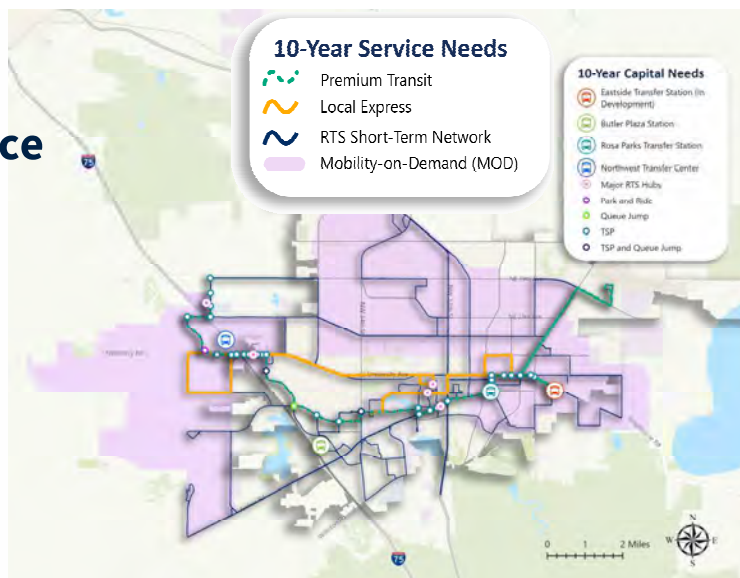 ce
10-Year Service Needs
Premium Transit
Local Express
RTS Short-Term Network
Mobility-on-Demand (MOD)
10-Year Capital Needs
Eastside Transfer Station (In
Development)
Butler Plaza Station
Rosa Parks Transfer Station
Northwest Transfer Center
Major RTS Hubs
Park and Ride
Queue Jump
TSP
TSP and Queue Jump
75
75
0 1 2 Miles
N
W E
S